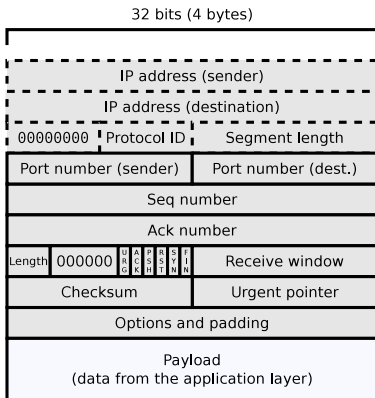 32 bits (4 bytes)
IP address (sender)
IP address (destination)
00000000 Protocol ID Segment length
Port number (sender) Port number (dest.)
Seq number
Ack number
Length 000000 URG ACK PSH RST SYN FIN Receive window
Checksum Urgent pointer
Options and padding
Payload
(data from the application layer)